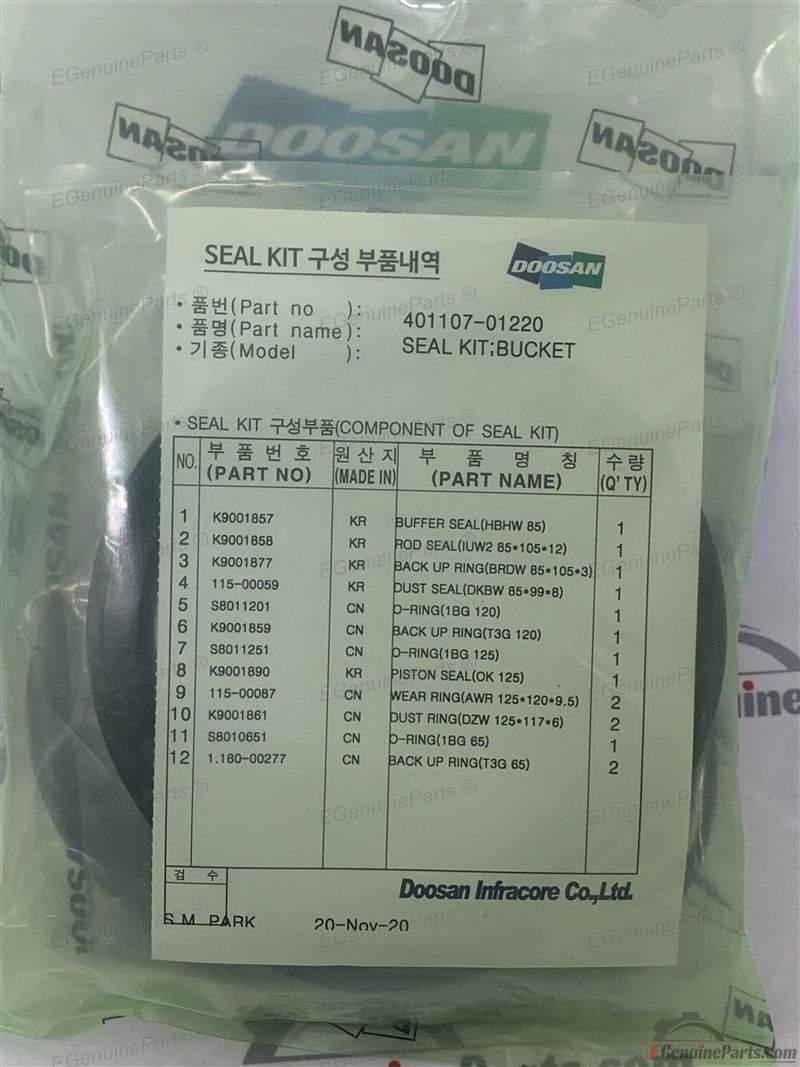 DOOSAN
DOOSAN
DOOSAN
DOOSAN
SEAL KIT 구성 부품내역
DOOSAN
• 품번(Part no ): 401107-01220
• 품명(Part name): SEAL KIT;BUCKET
• 기종(Model ):
• SEAL KIT 구성부품(COMPONENT OF SEAL KIT)
NO. 부품번호 (PART NO) 원산지 (MADE IN) 부품명칭 (PART NAME) 수량 (Q'TY)
1 K9001857 KR BUFFER SEAL(HBHW 85) 1
2 K9001858 KR ROD SEAL(IUW2 85*105*12) 1
3 K9001877 KR BACK UP RING(BRDW 85*105*3) 1
4 115-00059 KR DUST SEAL(DKBW 85*99*8) 1
5 S8011201 CN O-RING(1BG 120) 1
6 K9001859 CN BACK UP RING(T3G 120) 1
7 S8011251 CN O-RING(1BG 125) 1
8 K9001890 KR PISTON SEAL(OK 125) 1
9 115-00087 CN WEAR RING(AWR 125*120*9.5) 2
10 K9001861 CN DUST RING(DZW 125*117*6) 2
11 S8010651 CN O-RING(1BG 65) 1
12 1.180-00277 CN BACK UP RING(T3G 65) 2
검 수
Doosan Infracore Co.,Ltd.
S.M. PARK 20-Nov-20
EGenuineParts ®
EGenuineParts.com